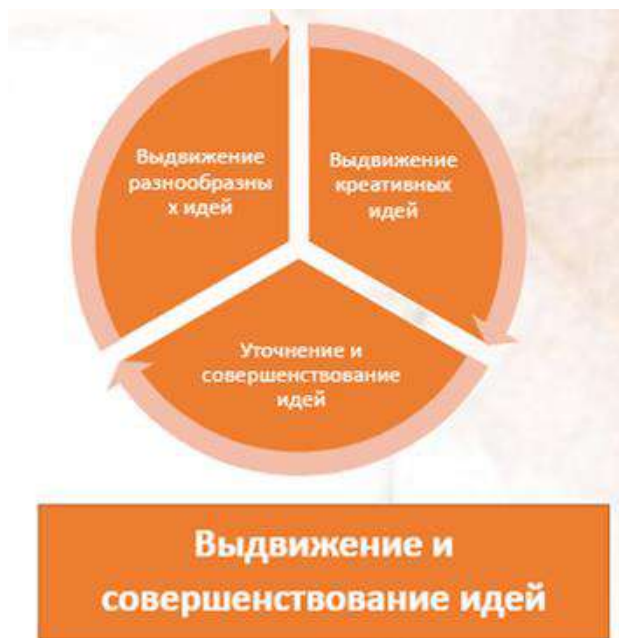 Выдвижение
разнообразны
х идей
Выдвижение
креативных
идей
Уточнение и
совершенствование
идей
Выдвижение и
совершенствование идей